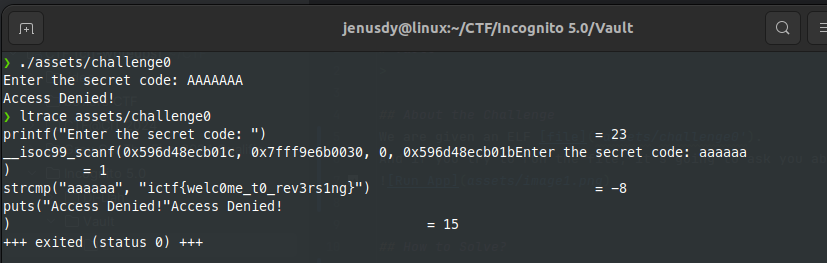 jenusdy@linux:~/CTF/Incognito 5.0/Vault
❯ ./assets/challenge0
Enter the secret code: AAAAAAA
Access Denied!
❯ ltrace assets/challenge0
printf("Enter the secret code: ") = 23
__isoc99_scanf(0x596d48ecb01c, 0x7fff9e6b0030, 0, 0x596d48ecb01bEnter the secret code: aaaaaa
) = 1
strcmp("aaaaaa", "ictf{welc0me_t0_rev3rs1ng}") = -8
puts("Access Denied!"Access Denied!
) = 15
+++ exited (status 0) +++